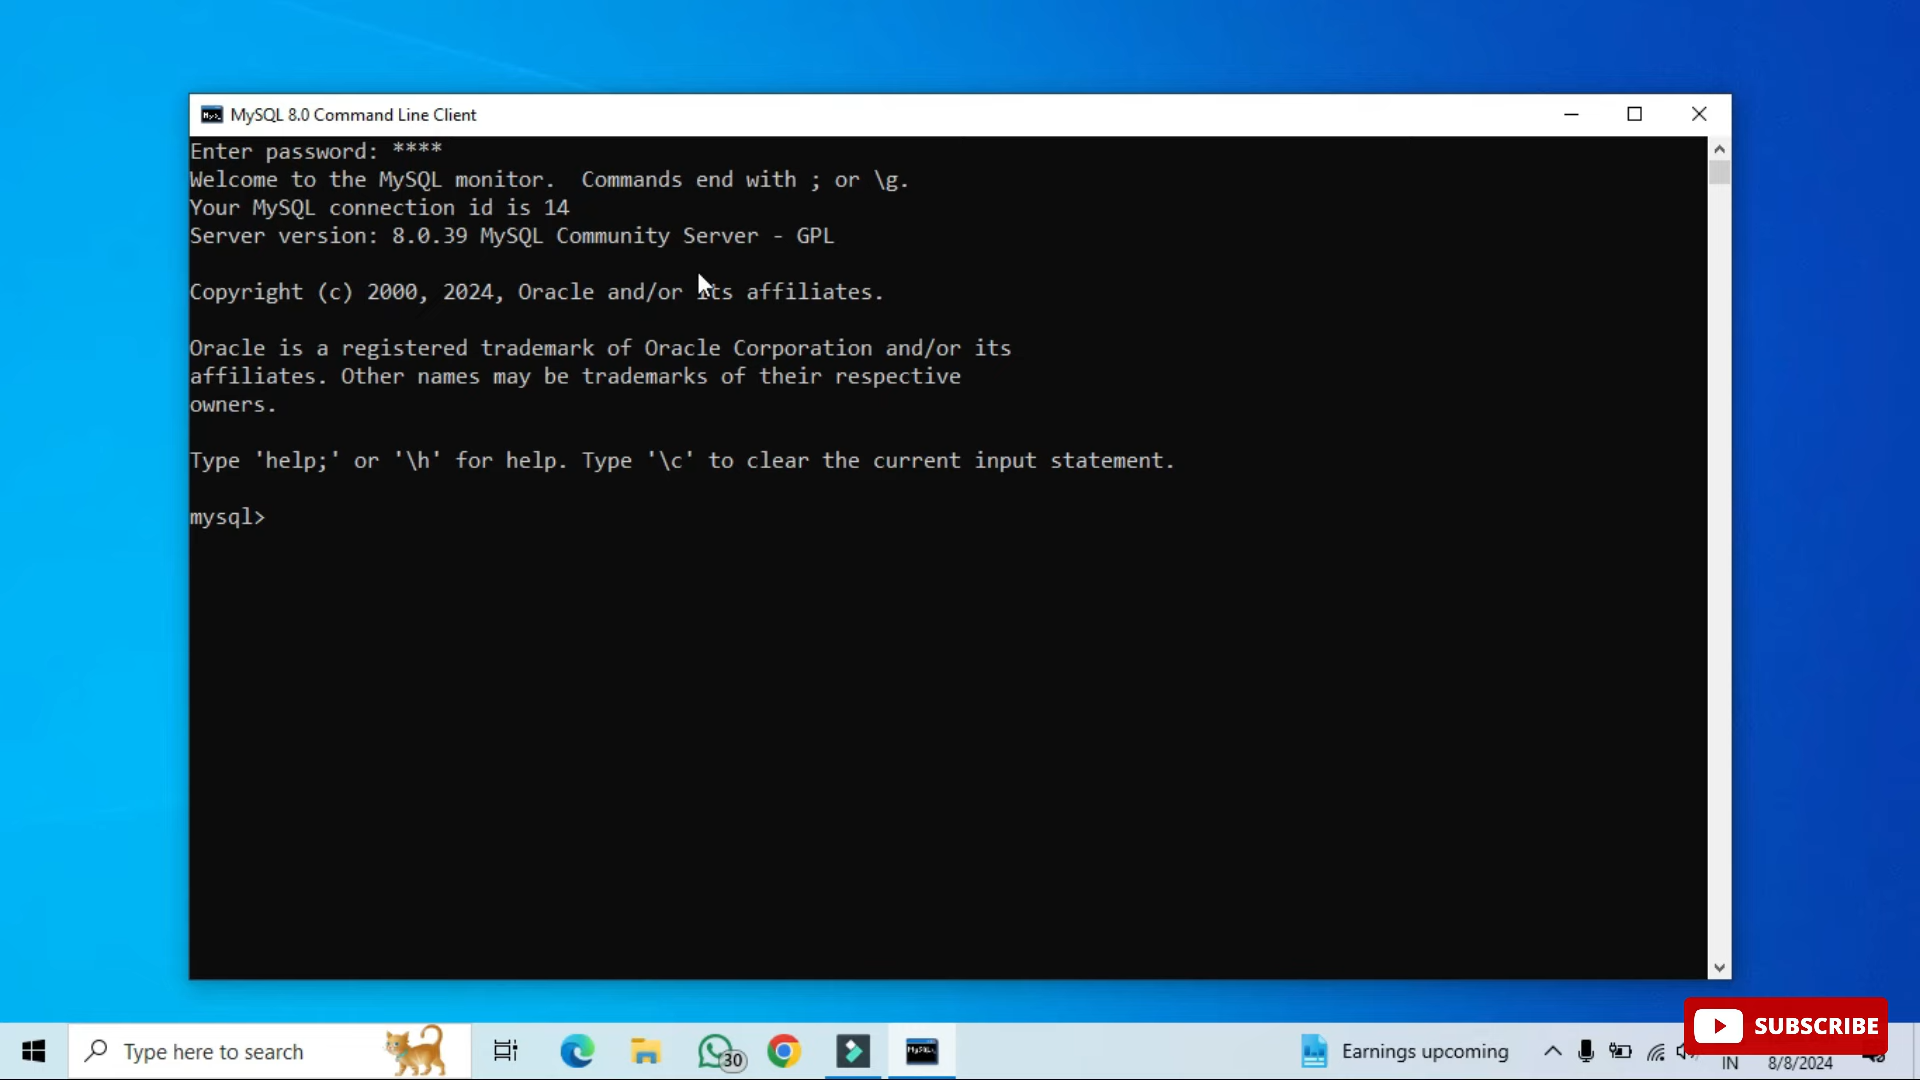 MySQL 8.0 Command Line Client
Enter password: ****
Welcome to the MySQL monitor.  Commands end with ; or \g.
Your MySQL connection id is 14
Server version: 8.0.39 MySQL Community Server - GPL
Copyright (c) 2000, 2024, Oracle and/or its affiliates.
Oracle is a registered trademark of Oracle Corporation and/or its
affiliates. Other names may be trademarks of their respective
owners.
Type 'help;' or '\h' for help. Type '\c' to clear the current input statement.
mysql>
SUBSCRIBE
Type here to search
30
MySQL
Earnings upcoming
IN
8/8/2024